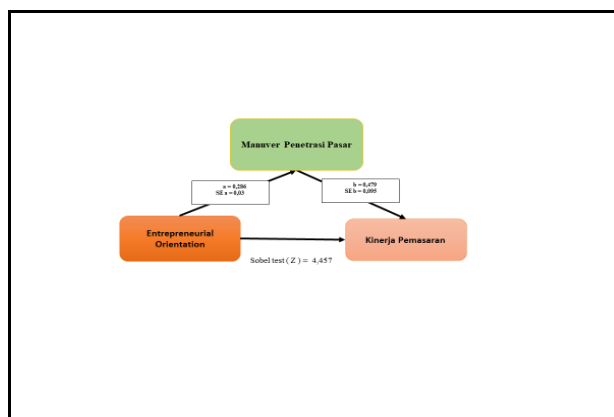 Manuver Penetrasi Pasar
a = 0,286
SE a = 0,03
b = 0,479
SE b = 0,095
Entrepreneurial
Orientation
Kinerja Pemasaran
Sobel test ( Z ) = 4,457